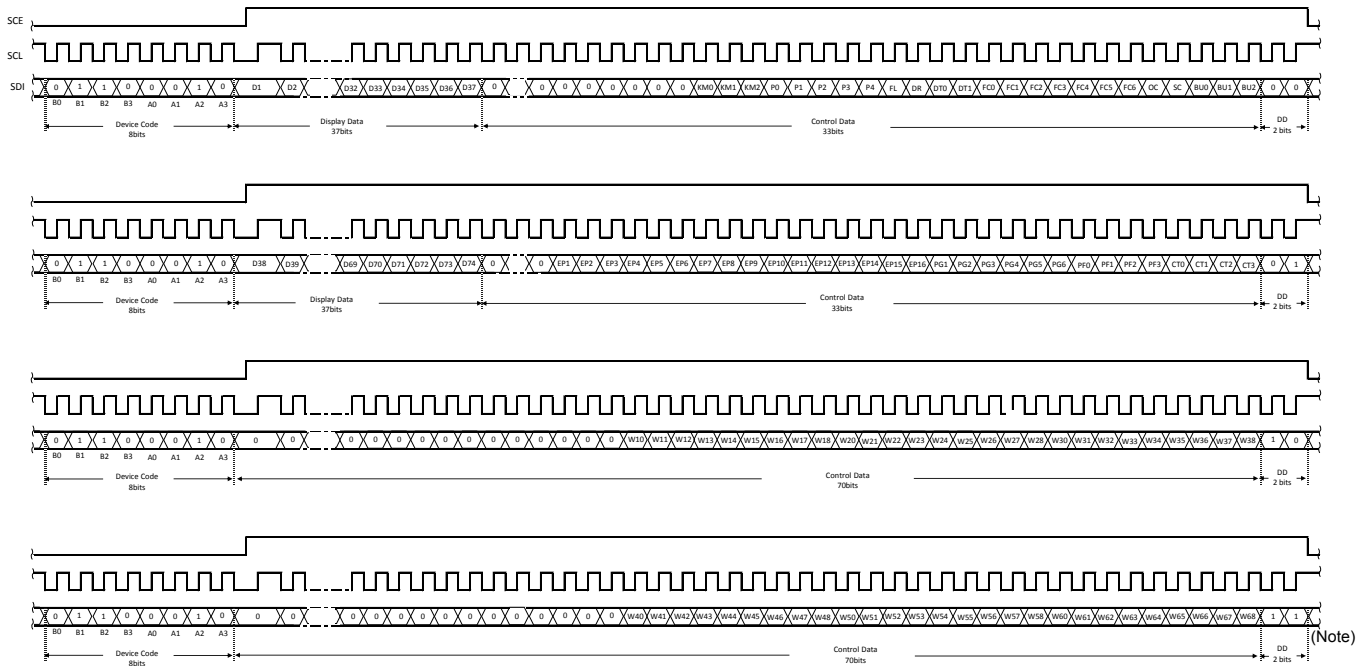 SCE
SCL
SDI 0 1 1 0 0 0 1 0 D1 D2 D32 D33 D34 D35 D36 D37 0 0 0 0 0 0 0 0 KM0 KM1 KM2 P0 P1 P2 P3 P4 FL DR DT0 DT1 FC0 FC1 FC2 FC3 FC4 FC5 FC6 OC SC BU0 BU1 BU2 0 0
B0 B1 B2 B3 A0 A1 A2 A3
Device Code Display Data Control Data DD
8bits 37bits 33bits 2 bits
0 1 1 0 0 0 1 0 D38 D39 D69 D70 D71 D72 D73 D74 0 0 EP1 EP2 EP3 EP4 EP5 EP6 EP7 EP8 EP9 EP10 EP11 EP12 EP13 EP14 EP15 EP16 PG1 PG2 PG3 PG4 PG5 PG6 PF0 PF1 PF2 PF3 CT0 CT1 CT2 CT3 0 1
B0 B1 B2 B3 A0 A1 A2 A3
Device Code Display Data Control Data DD
8bits 37bits 33bits 2 bits
0 1 1 0 0 0 1 0 0 0 0 0 0 0 0 0 0 0 0 0 0 0 W10 W11 W12 W13 W14 W15 W16 W17 W18 W20 W21 W22 W23 W24 W25 W26 W27 W28 W30 W31 W32 W33 W34 W35 W36 W37 W38 1 0
B0 B1 B2 B3 A0 A1 A2 A3
Device Code Control Data DD
8bits 70bits 2 bits
0 1 1 0 0 0 1 0 0 0 0 0 0 0 0 0 0 0 0 0 0 0 W40 W41 W42 W43 W44 W45 W46 W47 W48 W50 W51 W52 W53 W54 W55 W56 W57 W58 W60 W61 W62 W63 W64 W65 W66 W67 W68 1 1
B0 B1 B2 B3 A0 A1 A2 A3
(Note)
Device Code Control Data DD
8bits 70bits 2 bits